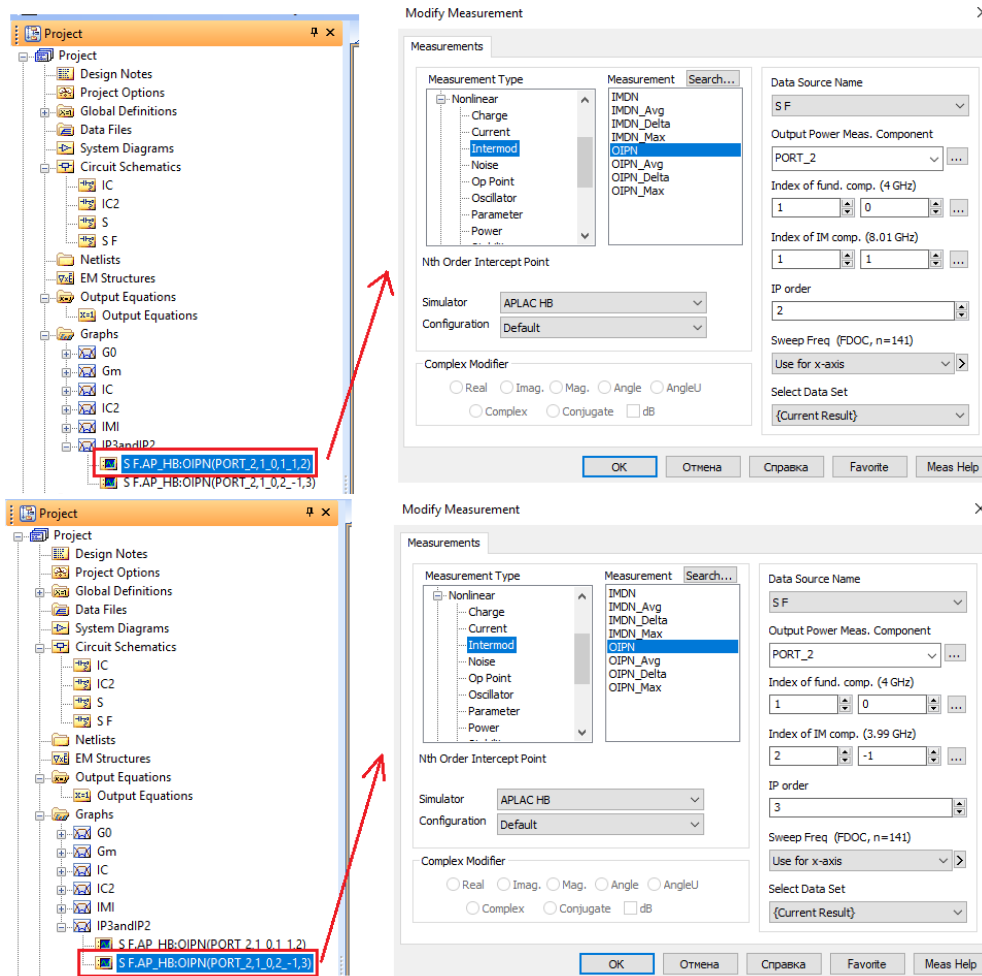 Project
Project
Design Notes
Project Options
Global Definitions
Data Files
System Diagrams
Circuit Schematics
IC
IC2
S
S F
Netlists
EM Structures
Output Equations
Output Equations
Graphs
G0
Gm
IC
IC2
IMI
IP3andIP2
S F.AP_HB:OIPN(PORT_2,1_0,1_1,2)
S F.AP_HB:OIPN(PORT_2,1_0,2_-1,3)
Modify Measurement
Measurements
Measurement Type
Nonlinear
Charge
Current
Intermod
Noise
Op Point
Oscillator
Parameter
Power
Measurement
Search...
IMDN
IMDN_Avg
IMDN_Delta
IMDN_Max
OIPN
OIPN_Avg
OIPN_Delta
OIPN_Max
Nth Order Intercept Point
Simulator
APLAC HB
Configuration
Default
Complex Modifier
Real Imag. Mag. Angle AngleU
Complex Conjugate dB
Data Source Name
S F
Output Power Meas. Component
PORT_2
...
Index of fund. comp. (4 GHz)
1 0 ...
Index of IM comp. (8.01 GHz)
1 1 ...
IP order
2
Sweep Freq (FDOC, n=141)
Use for x-axis
Select Data Set
{Current Result}
OK Отмена Справка Favorite Meas Help
Project
Project
Design Notes
Project Options
Global Definitions
Data Files
System Diagrams
Circuit Schematics
IC
IC2
S
S F
Netlists
EM Structures
Output Equations
Output Equations
Graphs
G0
Gm
IC
IC2
IMI
IP3andIP2
S F.AP_HB:OIPN(PORT_2,1_0,1_1,2)
S F.AP_HB:OIPN(PORT_2,1_0,2_-1,3)
Modify Measurement
Measurements
Measurement Type
Nonlinear
Charge
Current
Intermod
Noise
Op Point
Oscillator
Parameter
Power
Measurement
Search...
IMDN
IMDN_Avg
IMDN_Delta
IMDN_Max
OIPN
OIPN_Avg
OIPN_Delta
OIPN_Max
Nth Order Intercept Point
Simulator
APLAC HB
Configuration
Default
Complex Modifier
Real Imag. Mag. Angle AngleU
Complex Conjugate dB
Data Source Name
S F
Output Power Meas. Component
PORT_2
...
Index of fund. comp. (4 GHz)
1 0 ...
Index of IM comp. (3.99 GHz)
2 -1 ...
IP order
3
Sweep Freq (FDOC, n=141)
Use for x-axis
Select Data Set
{Current Result}
OK Отмена Справка Favorite Meas Help